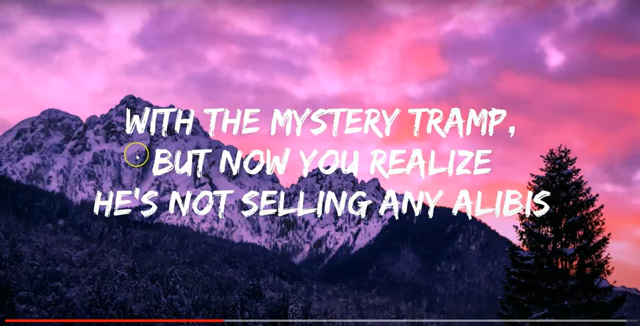 WITH THE MYSTERY TRAMP,
BUT NOW YOU REALIZE
HE'S NOT SELLING ANY ALIBIS